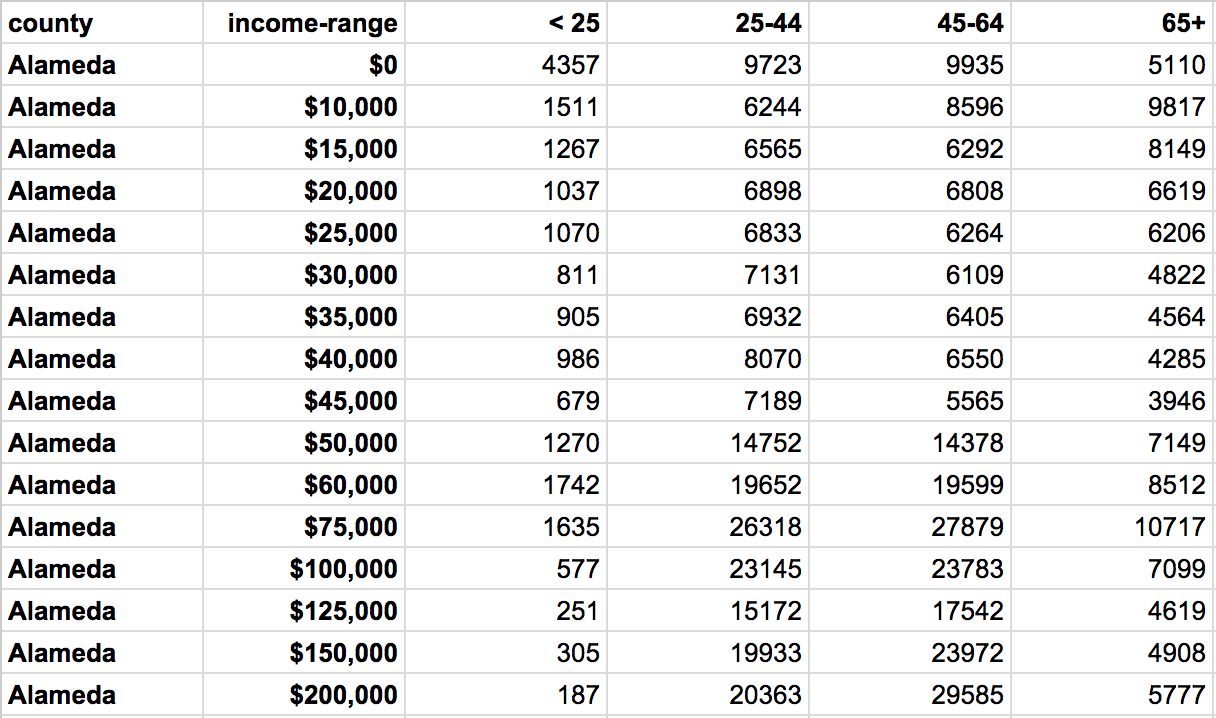 county income-range < 25 25-44 45-64 65+
Alameda $0 4357 9723 9935 5110
Alameda $10,000 1511 6244 8596 9817
Alameda $15,000 1267 6565 6292 8149
Alameda $20,000 1037 6898 6808 6619
Alameda $25,000 1070 6833 6264 6206
Alameda $30,000 811 7131 6109 4822
Alameda $35,000 905 6932 6405 4564
Alameda $40,000 986 8070 6550 4285
Alameda $45,000 679 7189 5565 3946
Alameda $50,000 1270 14752 14378 7149
Alameda $60,000 1742 19652 19599 8512
Alameda $75,000 1635 26318 27879 10717
Alameda $100,000 577 23145 23783 7099
Alameda $125,000 251 15172 17542 4619
Alameda $150,000 305 19933 23972 4908
Alameda $200,000 187 20363 29585 5777